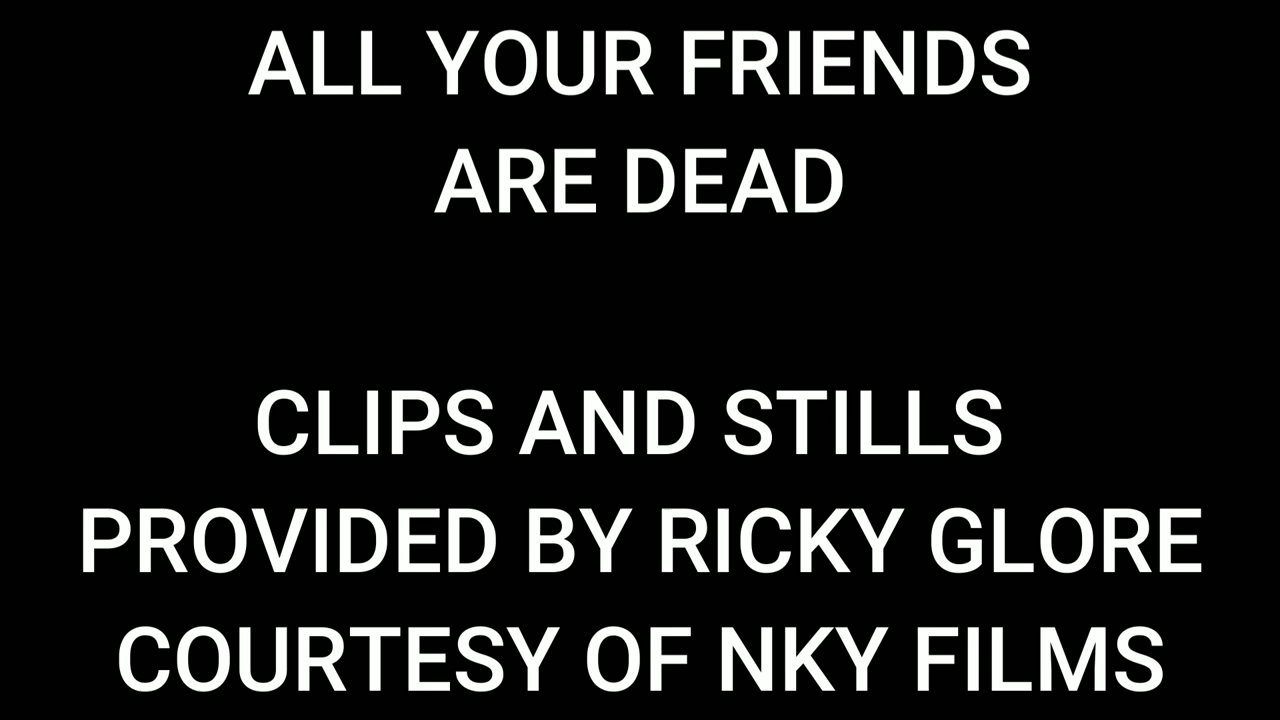 ALL YOUR FRIENDS
ARE DEAD
CLIPS AND STILLS
PROVIDED BY RICKY GLORE
COURTESY OF NKY FILMS